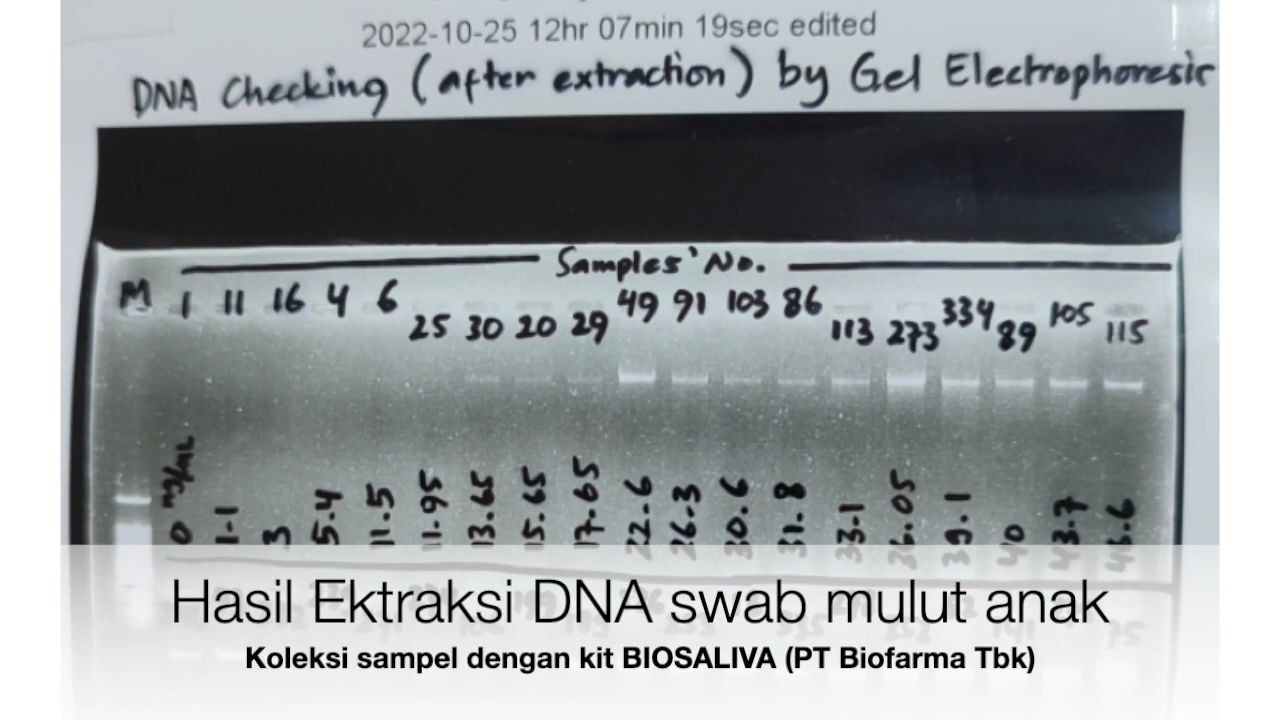 2022-10-25 12hr 07min 19sec edited
DNA Checking (after extraction) by Gel Electrophoresis
Samples' No.
M 1 11 16 4 6 25 30 20 29 49 91 103 86 113 273 334 89 105 115
0 1.1 3 5.4 11.5 11.95 13.65 15.65 17.65 22.6 26.3 30.6 31.8 33.1 36.05 39.1 40 43.7
Hasil Ektraksi DNA swab mulut anak
Koleksi sampel dengan kit BIOSALIVA (PT Biofarma Tbk)